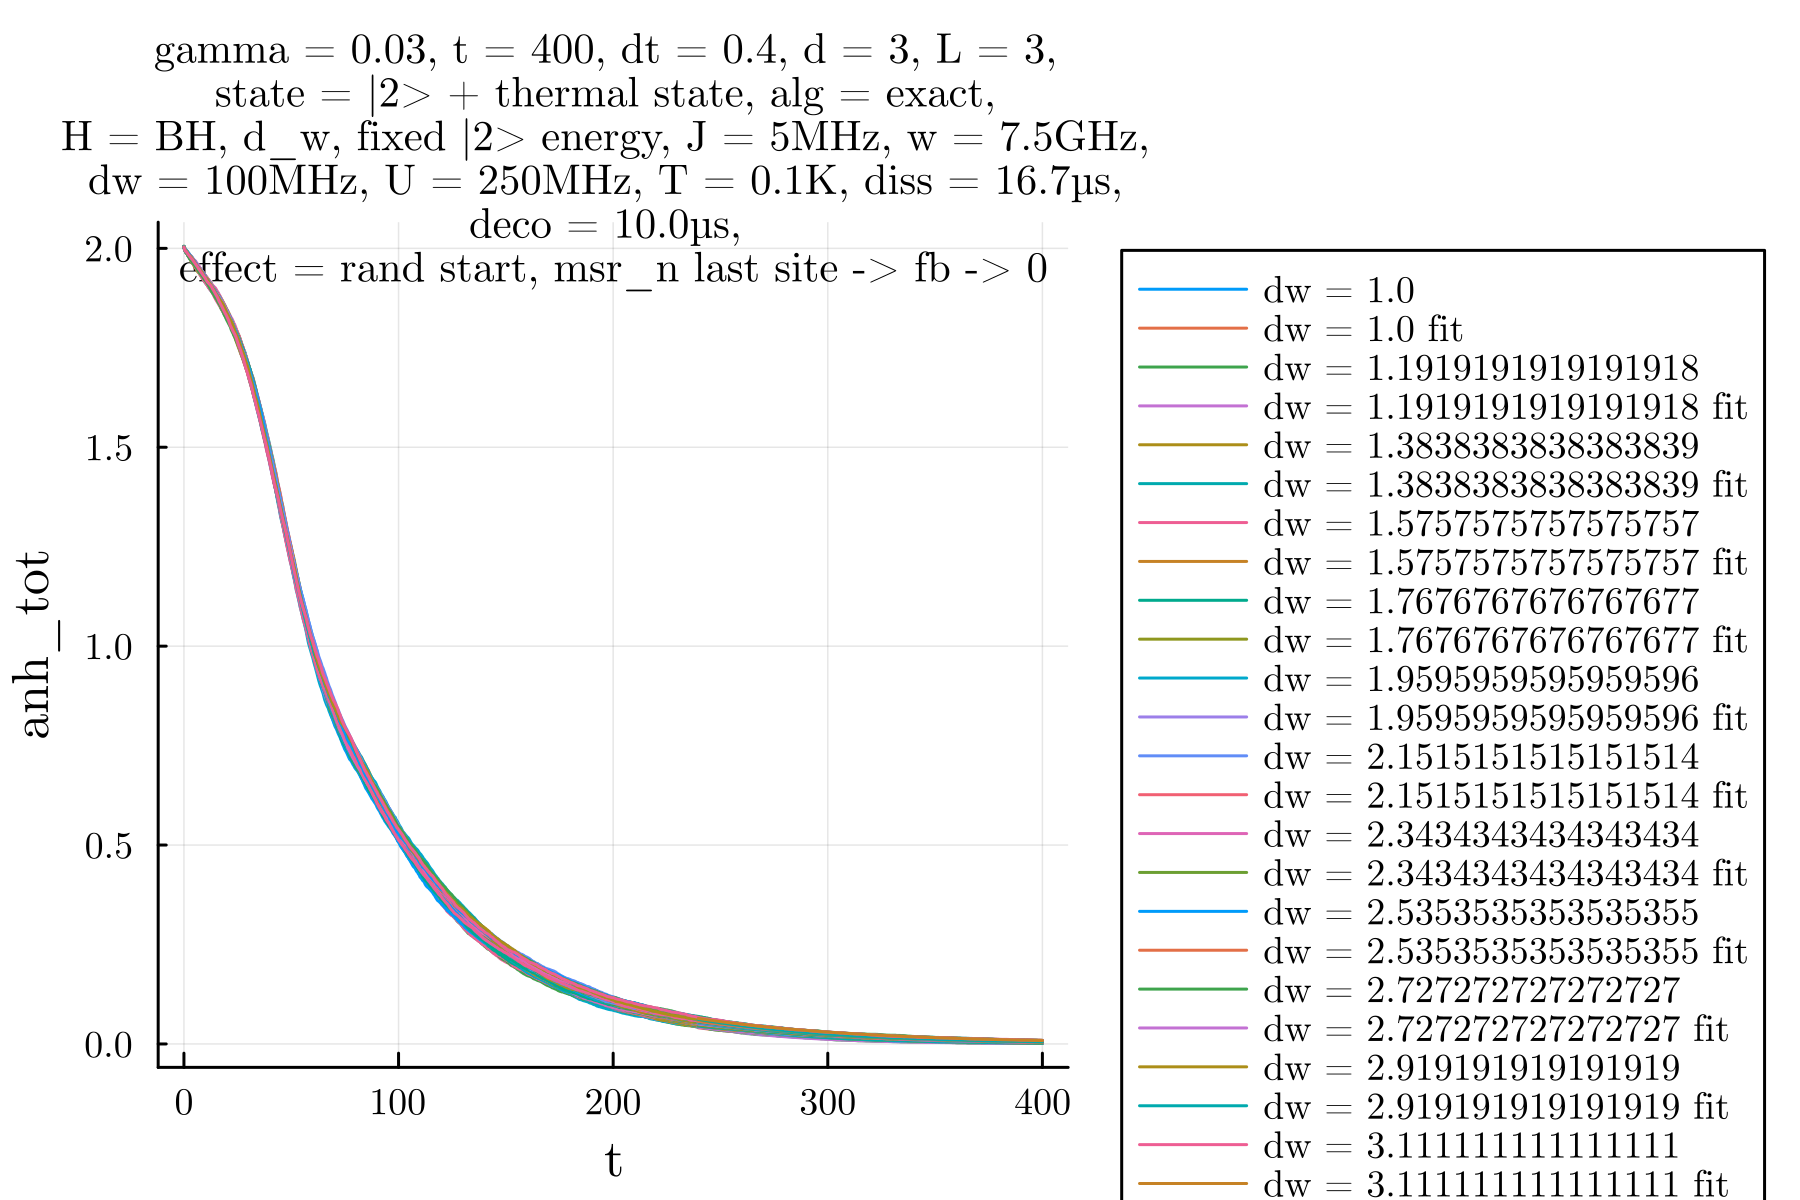 gamma = 0.03, t = 400, dt = 0.4, d = 3, L = 3,
state = |2> + thermal state, alg = exact,
H = BH, d_w, fixed |2> energy, J = 5MHz, w = 7.5GHz,
dw = 100MHz, U = 250MHz, T = 0.1K, diss = 16.7µs,
deco = 10.0µs,
effect = rand start, msr_n last site -> fb -> 0
2.0
1.5
1.0
0.5
0.0
anh_tot
0 100 200 300 400
t
dw = 1.0
dw = 1.0 fit
dw = 1.1919191919191918
dw = 1.1919191919191918 fit
dw = 1.3838383838383839
dw = 1.3838383838383839 fit
dw = 1.5757575757575757
dw = 1.5757575757575757 fit
dw = 1.7676767676767677
dw = 1.7676767676767677 fit
dw = 1.9595959595959596
dw = 1.9595959595959596 fit
dw = 2.1515151515151514
dw = 2.1515151515151514 fit
dw = 2.3434343434343434
dw = 2.3434343434343434 fit
dw = 2.5353535353535355
dw = 2.5353535353535355 fit
dw = 2.727272727272727
dw = 2.727272727272727 fit
dw = 2.919191919191919
dw = 2.919191919191919 fit
dw = 3.111111111111111
dw = 3.111111111111111 fit